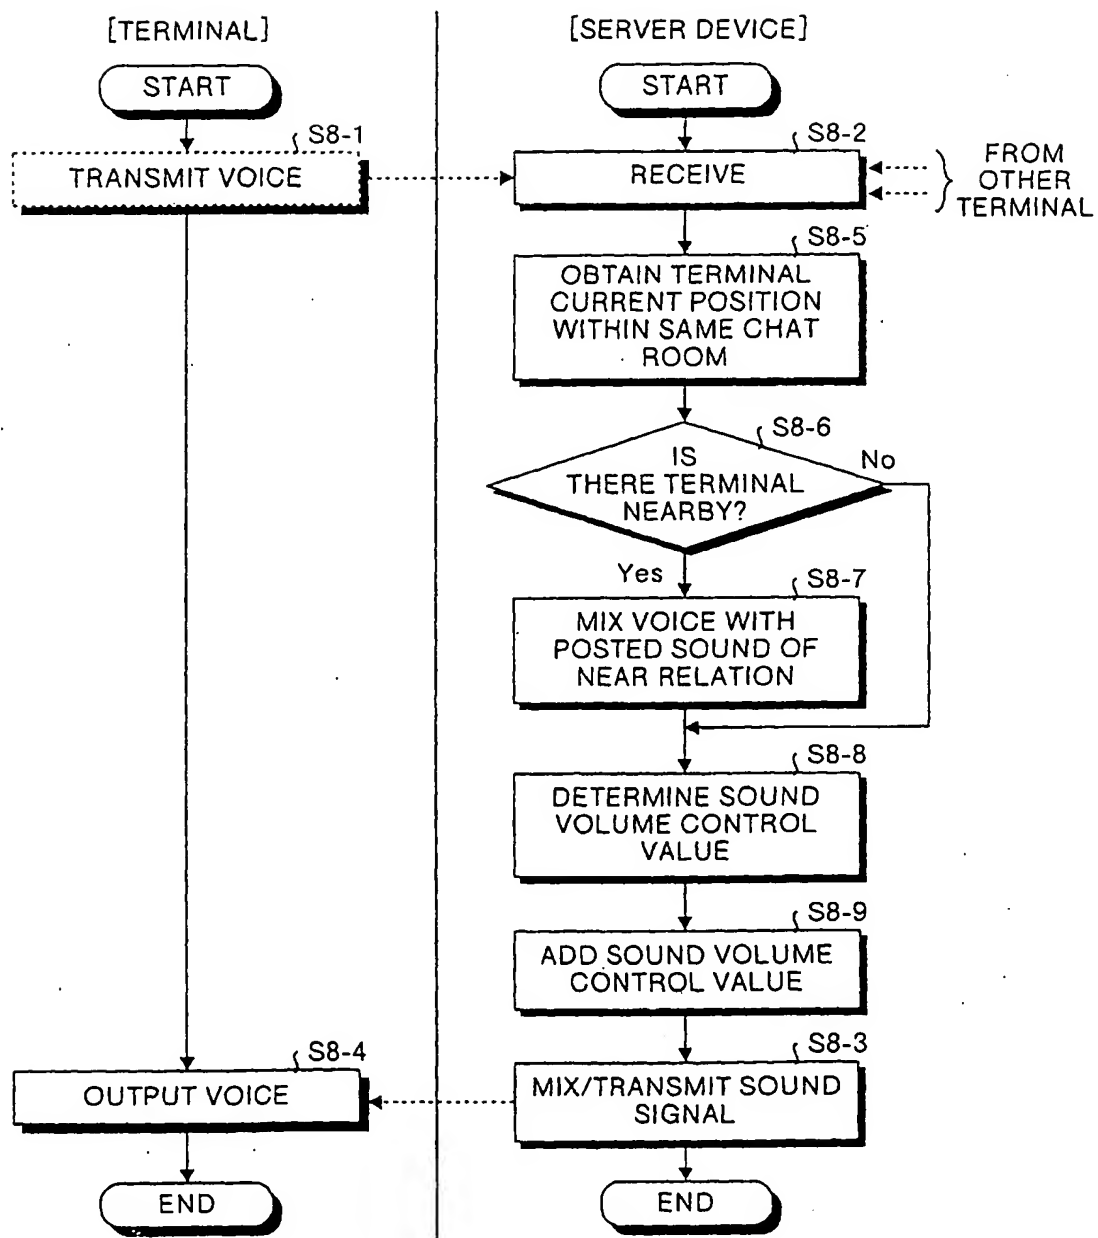 [TERMINAL]
START
S8-1
TRANSMIT VOICE
S8-4
OUTPUT VOICE
END
[SERVER DEVICE]
START
S8-2
RECEIVE
FROM
OTHER
TERMINAL
S8-5
OBTAIN TERMINAL
CURRENT POSITION
WITHIN SAME CHAT
ROOM
S8-6
IS
THERE TERMINAL
NEARBY?
No
Yes
S8-7
MIX VOICE WITH
POSTED SOUND OF
NEAR RELATION
S8-8
DETERMINE SOUND
VOLUME CONTROL
VALUE
S8-9
ADD SOUND VOLUME
CONTROL VALUE
S8-3
MIX/TRANSMIT SOUND
SIGNAL
END